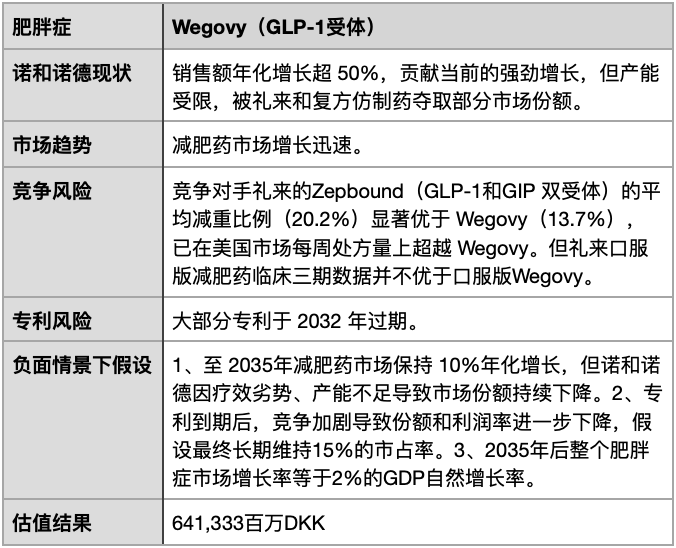 肥胖症
Wegovy（GLP-1受体）
诺和诺德现状
销售额年化增长超 50%，贡献当前的强劲增长，但产能
受限，被礼来和复方仿制药夺取部分市场份额。
市场趋势
减肥药市场增长迅速。
竞争风险
竞争对手礼来的Zepbound（GLP-1和GIP 双受体）的平
均减重比例（20.2%）显著优于 Wegovy（13.7%），
已在美国市场每周处方量上超越 Wegovy。但礼来口服
版减肥药临床三期数据并不优于口服版Wegovy。
专利风险
大部分专利于 2032 年过期。
负面情景下假设
1、至 2035年减肥药市场保持 10%年化增长，但诺和诺
德因疗效劣势、产能不足导致市场份额持续下降。2、专
利到期后，竞争加剧导致份额和利润率进一步下降，假
设最终长期维持15%的市占率。3、2035年后整个肥胖
症市场增长率等于2%的GDP自然增长率。
估值结果
641,333百万DKK